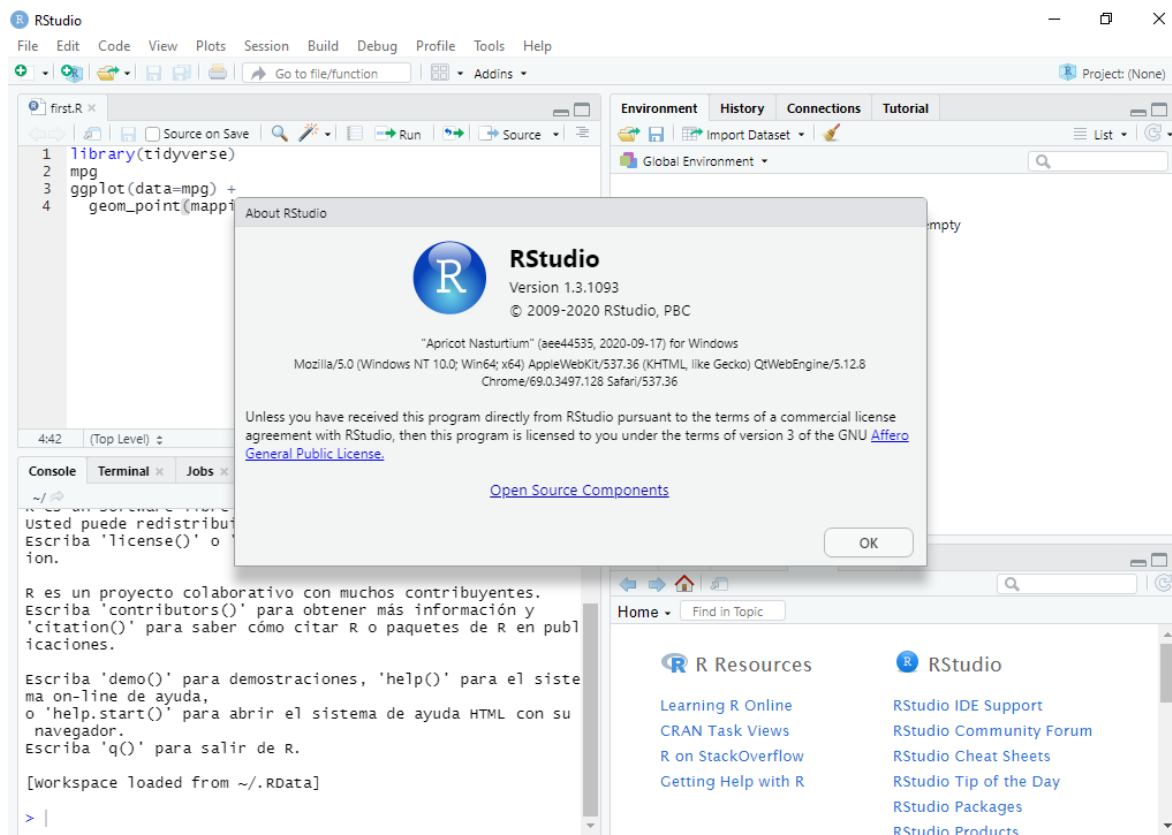 RStudio
File Edit Code View Plots Session Build Debug Profile Tools Help
Go to file/function Addins Project: (None)
first.R
Source on Save Run Source
1 library(tidyverse)
2 mpg
3 ggplot(data=mpg) +
4 geom_point(mappi
4:42 (Top Level)
Environment History Connections Tutorial
Import Dataset List
Global Environment
empty
About RStudio
RStudio
Version 1.3.1093
© 2009-2020 RStudio, PBC
"Apricot Nasturtium" (aee44535, 2020-09-17) for Windows
Mozilla/5.0 (Windows NT 10.0; Win64; x64) AppleWebKit/537.36 (KHTML, like Gecko) QtWebEngine/5.12.8
Chrome/69.0.3497.128 Safari/537.36
Unless you have received this program directly from RStudio pursuant to the terms of a commercial license
agreement with RStudio, then this program is licensed to you under the terms of version 3 of the GNU Affero
General Public License.
Open Source Components
OK
Console Terminal Jobs
~/
R es un software libre
Usted puede redistribui
Escriba 'license()' o '
ion.
R es un proyecto colaborativo con muchos contribuyentes.
Escriba 'contributors()' para obtener más información y
'citation()' para saber cómo citar R o paquetes de R en publ
icaciones.
Escriba 'demo()' para demostraciones, 'help()' para el siste
ma on-line de ayuda,
o 'help.start()' para abrir el sistema de ayuda HTML con su
navegador.
Escriba 'q()' para salir de R.
[Workspace loaded from ~/.RData]
>
Home Find in Topic
R R Resources
Learning R Online
CRAN Task Views
R on StackOverflow
Getting Help with R
R RStudio
RStudio IDE Support
RStudio Community Forum
RStudio Cheat Sheets
RStudio Tip of the Day
RStudio Packages
RStudio Products